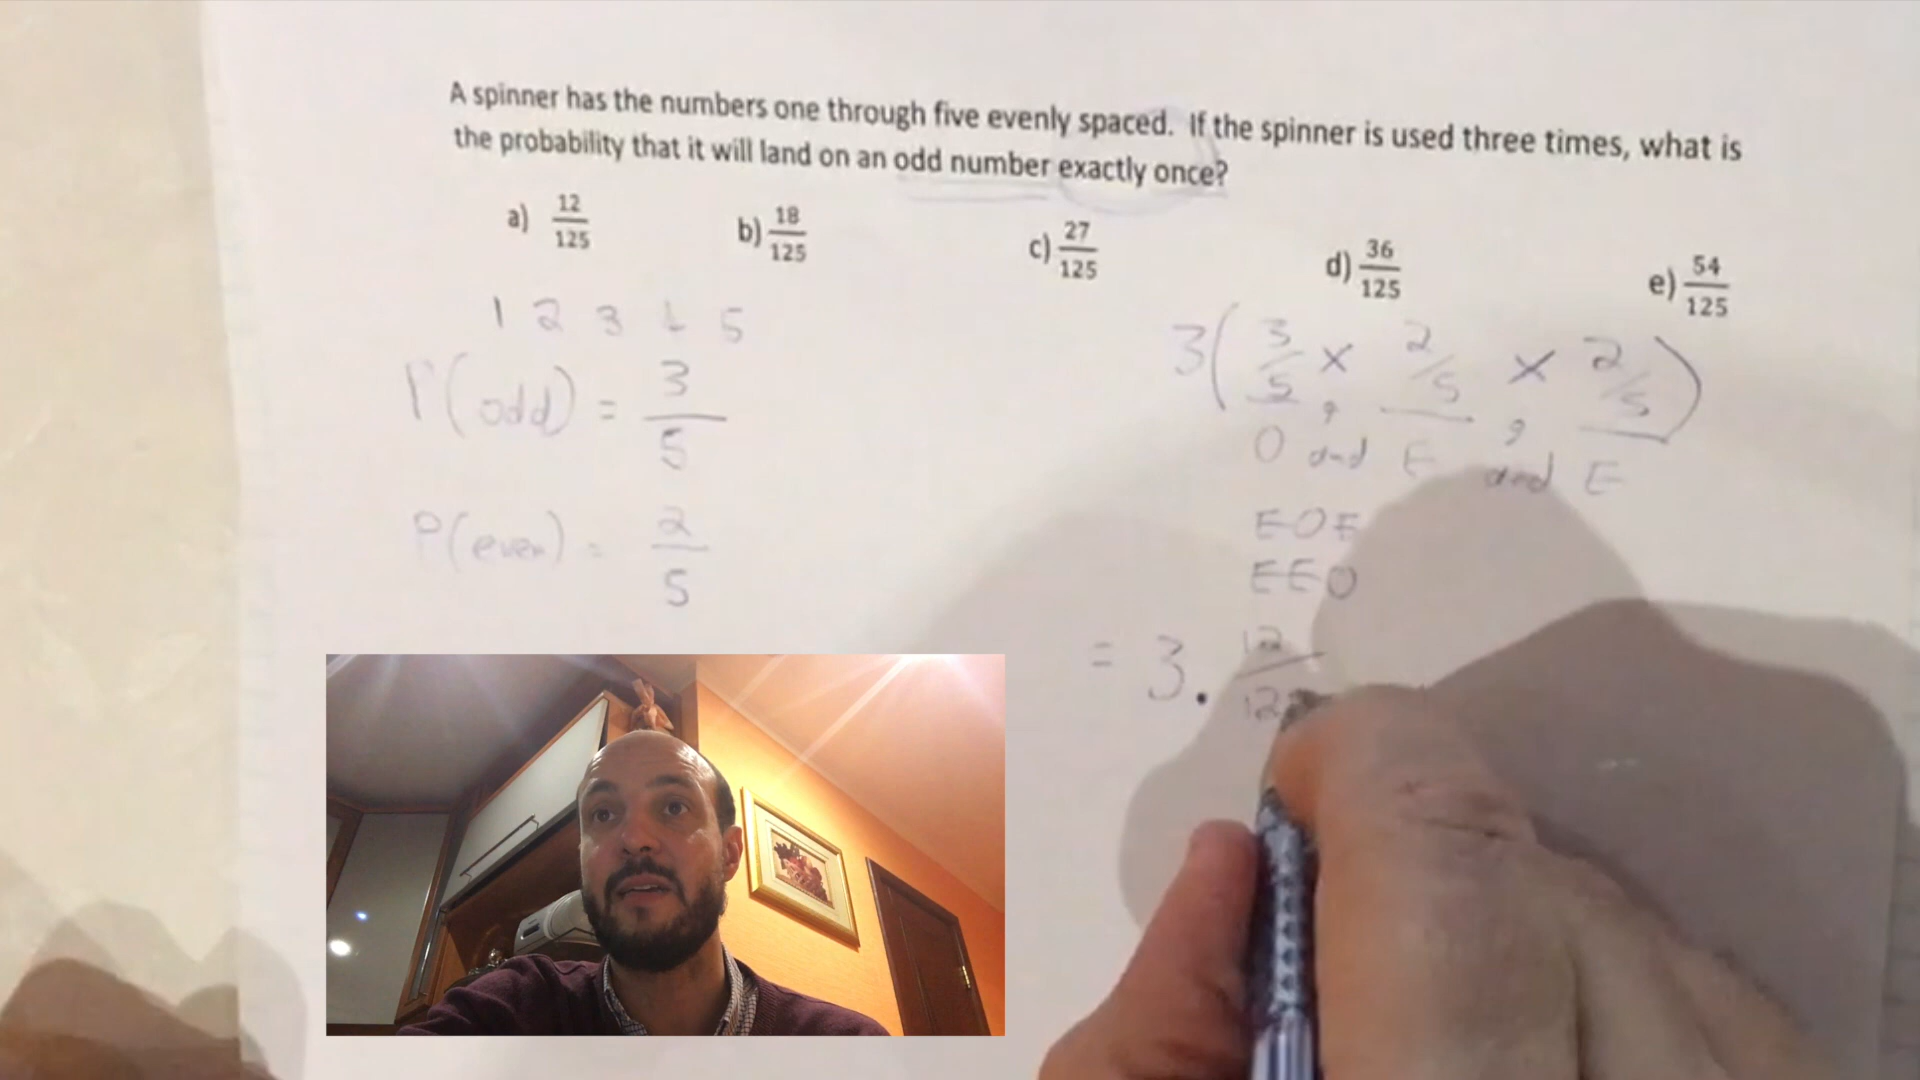 A spinner has the numbers one through five evenly spaced. If the spinner is used three times, what is
the probability that it will land on an odd number exactly once?
a) 12/125 b) 18/125 c) 27/125 d) 36/125 e) 54/125
1 2 3 4 5
P(odd) = 3/5
P(even) = 2/5
3( 3/5 × 2/5 × 2/5 )
O and E and E
EOE
EEO
= 3 . 12/12